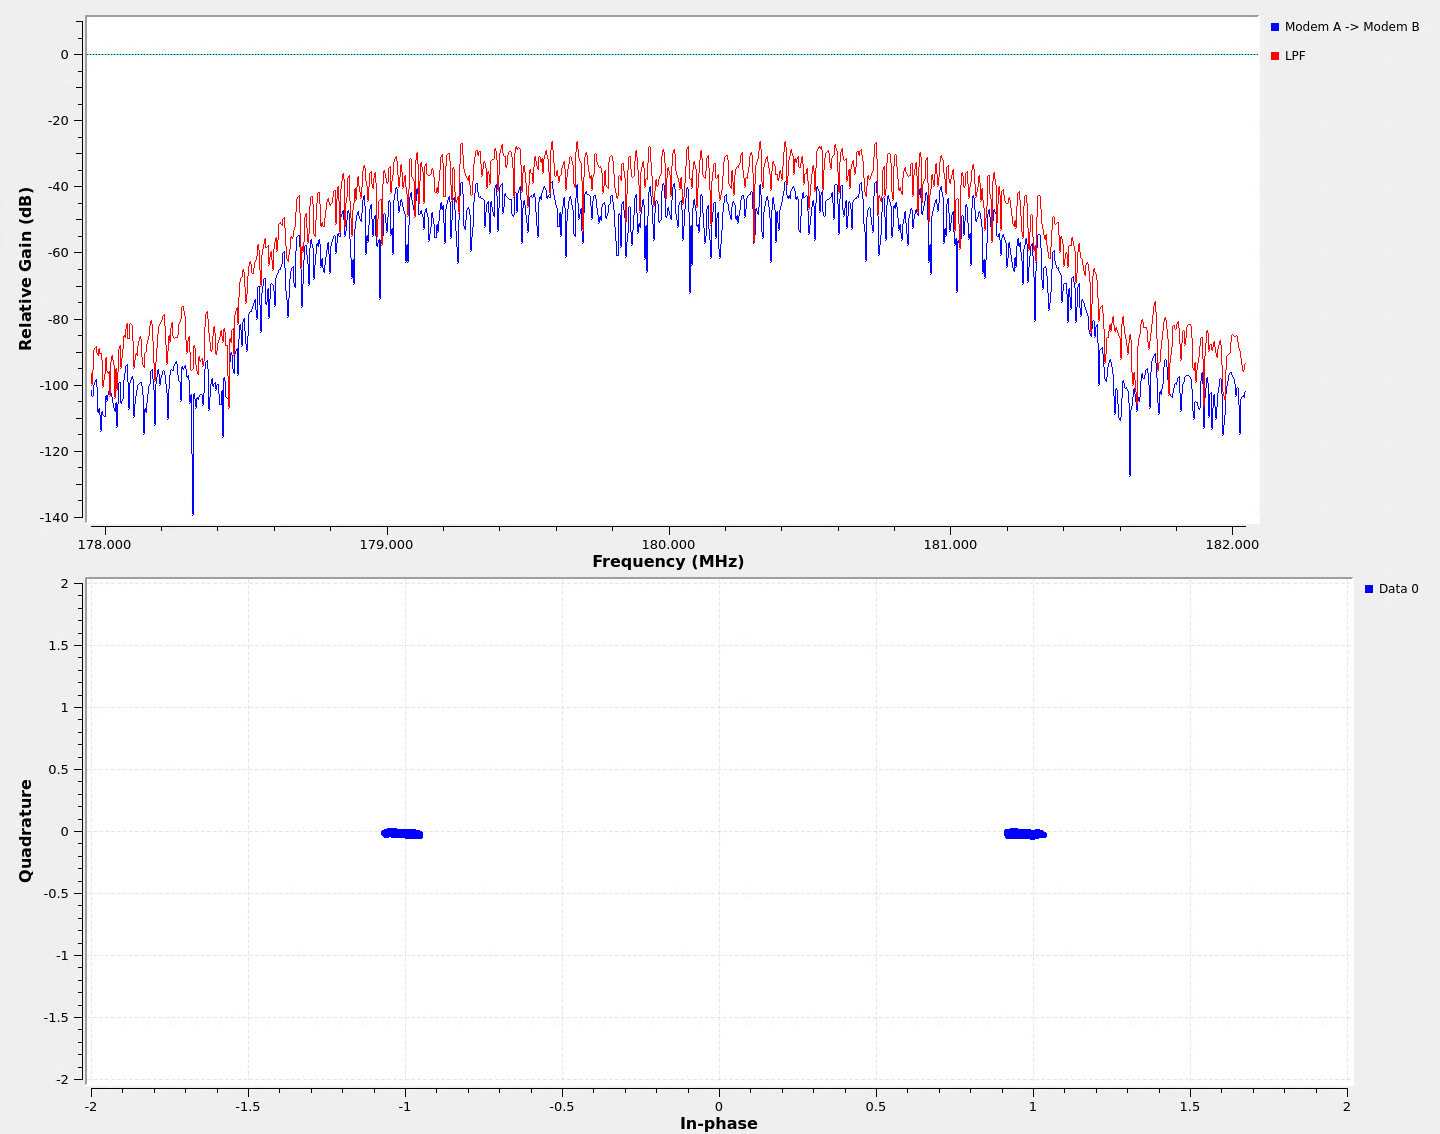 Modem A -> Modem B
LPF
Relative Gain (dB)
0
-20
-40
-60
-80
-100
-120
-140
178.000 179.000 180.000 181.000 182.000
Frequency (MHz)
Data 0
Quadrature
2
1.5
1
0.5
0
-0.5
-1
-1.5
-2
-2 -1.5 -1 -0.5 0 0.5 1 1.5 2
In-phase